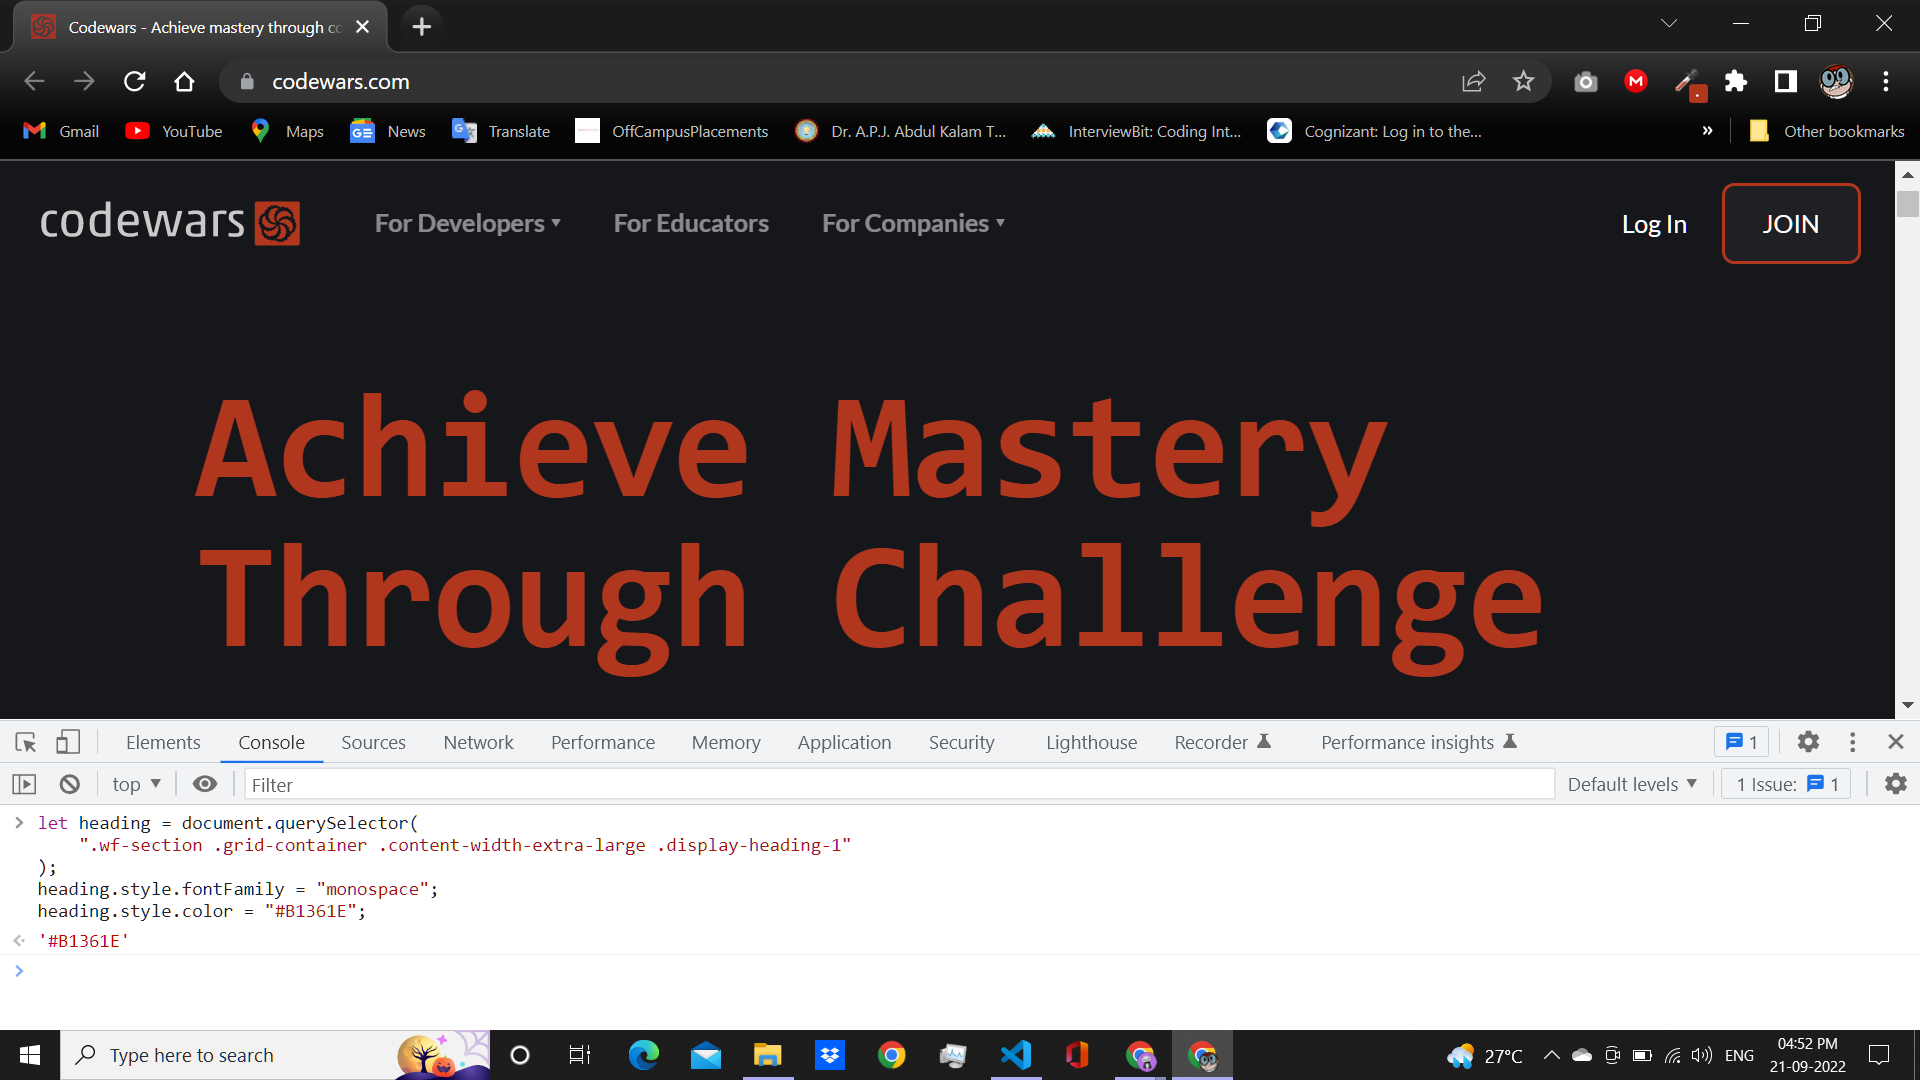 Codewars - Achieve mastery through co
codewars.com
Gmail YouTube Maps News Translate OffCampusPlacements Dr. A.P.J. Abdul Kalam T... InterviewBit: Coding Int... Cognizant: Log in to the... » Other bookmarks
codewars For Developers For Educators For Companies Log In JOIN
Achieve Mastery
Through Challenge
Elements Console Sources Network Performance Memory Application Security Lighthouse Recorder Performance insights 1
top Filter Default levels 1 Issue: 1
let heading = document.querySelector(
".wf-section .grid-container .content-width-extra-large .display-heading-1"
);
heading.style.fontFamily = "monospace";
heading.style.color = "#B1361E";
'#B1361E'
Type here to search 27°C ENG 04:52 PM
21-09-2022